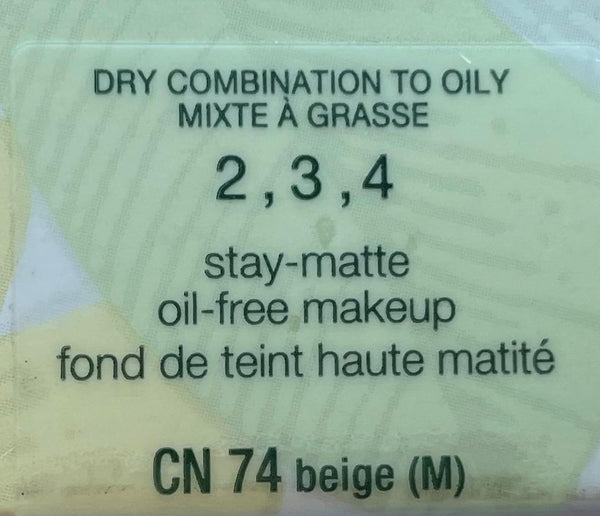 DRY COMBINATION TO OILY
MIXTE À GRASSE
2,3,4
stay-matte
oil-free makeup
fond de teint haute matité
CN 74 beige (M)